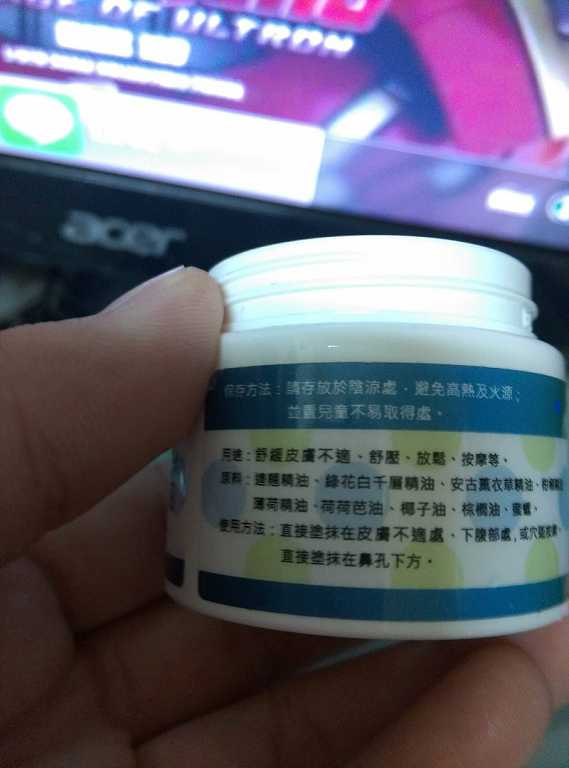 OF ULTRON
acer
保存方法：請存放於陰涼處，避免高熱及火源；
並置兒童不易取得處。
用途：舒緩皮膚不適、舒壓、放鬆、按摩等。
原料：連翹精油、綠花白千層精油、安古薰衣草精油、
薄荷精油、荷荷芭油、椰子油、棕櫚油、蜜蠟。
使用方法：直接塗抹在皮膚不適處、下腹部處,或穴
直接塗抹在鼻孔下方。